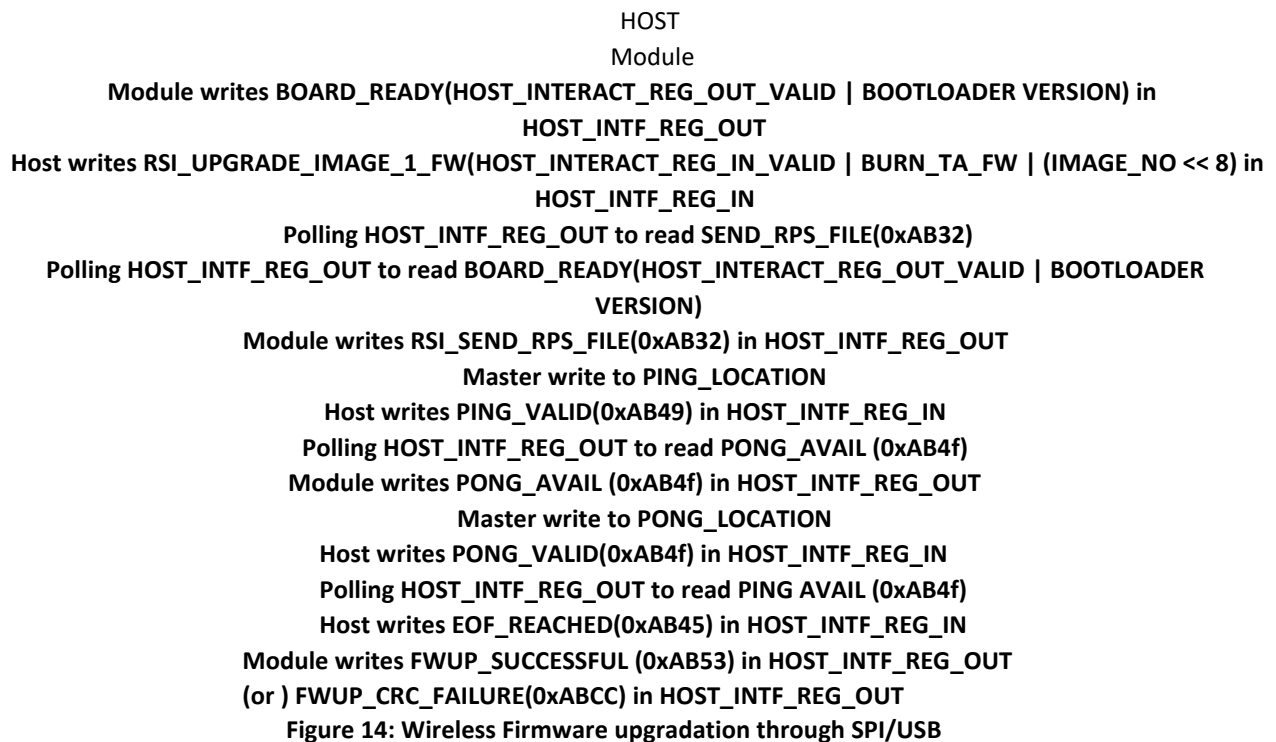 HOST
Module
Module writes BOARD_READY(HOST_INTERACT_REG_OUT_VALID | BOOTLOADER VERSION) in
HOST_INTF_REG_OUT
Host writes RSI_UPGRADE_IMAGE_1_FW(HOST_INTERACT_REG_IN_VALID | BURN_TA_FW | (IMAGE_NO << 8) in
HOST_INTF_REG_IN
Polling HOST_INTF_REG_OUT to read SEND_RPS_FILE(0xAB32)
Polling HOST_INTF_REG_OUT to read BOARD_READY(HOST_INTERACT_REG_OUT_VALID | BOOTLOADER
VERSION)
Module writes RSI_SEND_RPS_FILE(0xAB32) in HOST_INTF_REG_OUT
Master write to PING_LOCATION
Host writes PING_VALID(0xAB49) in HOST_INTF_REG_IN
Polling HOST_INTF_REG_OUT to read PONG_AVAIL (0xAB4f)
Module writes PONG_AVAIL (0xAB4f) in HOST_INTF_REG_OUT
Master write to PONG_LOCATION
Host writes PONG_VALID(0xAB4f) in HOST_INTF_REG_IN
Polling HOST_INTF_REG_OUT to read PING AVAIL (0xAB4f)
Host writes EOF_REACHED(0xAB45) in HOST_INTF_REG_IN
Module writes FWUP_SUCCESSFUL (0xAB53) in HOST_INTF_REG_OUT
(or ) FWUP_CRC_FAILURE(0xABCC) in HOST_INTF_REG_OUT
Figure 14: Wireless Firmware upgradation through SPI/USB